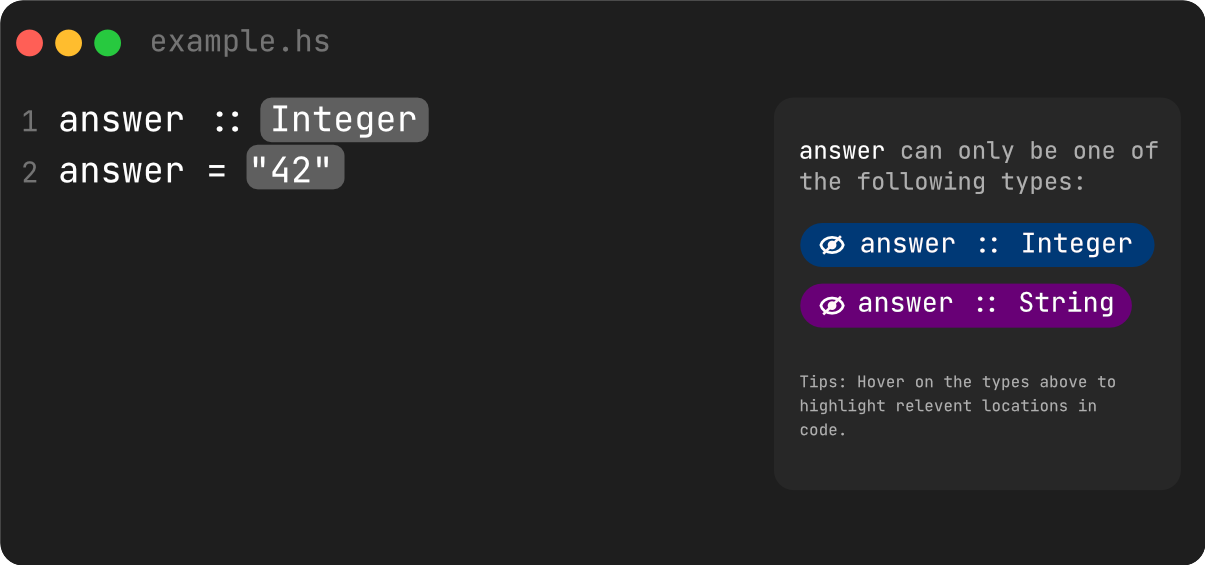 example.hs
1 answer :: Integer
2 answer = "42"
answer can only be one of
the following types:
answer :: Integer
answer :: String
Tips: Hover on the types above to
highlight relevent locations in
code.